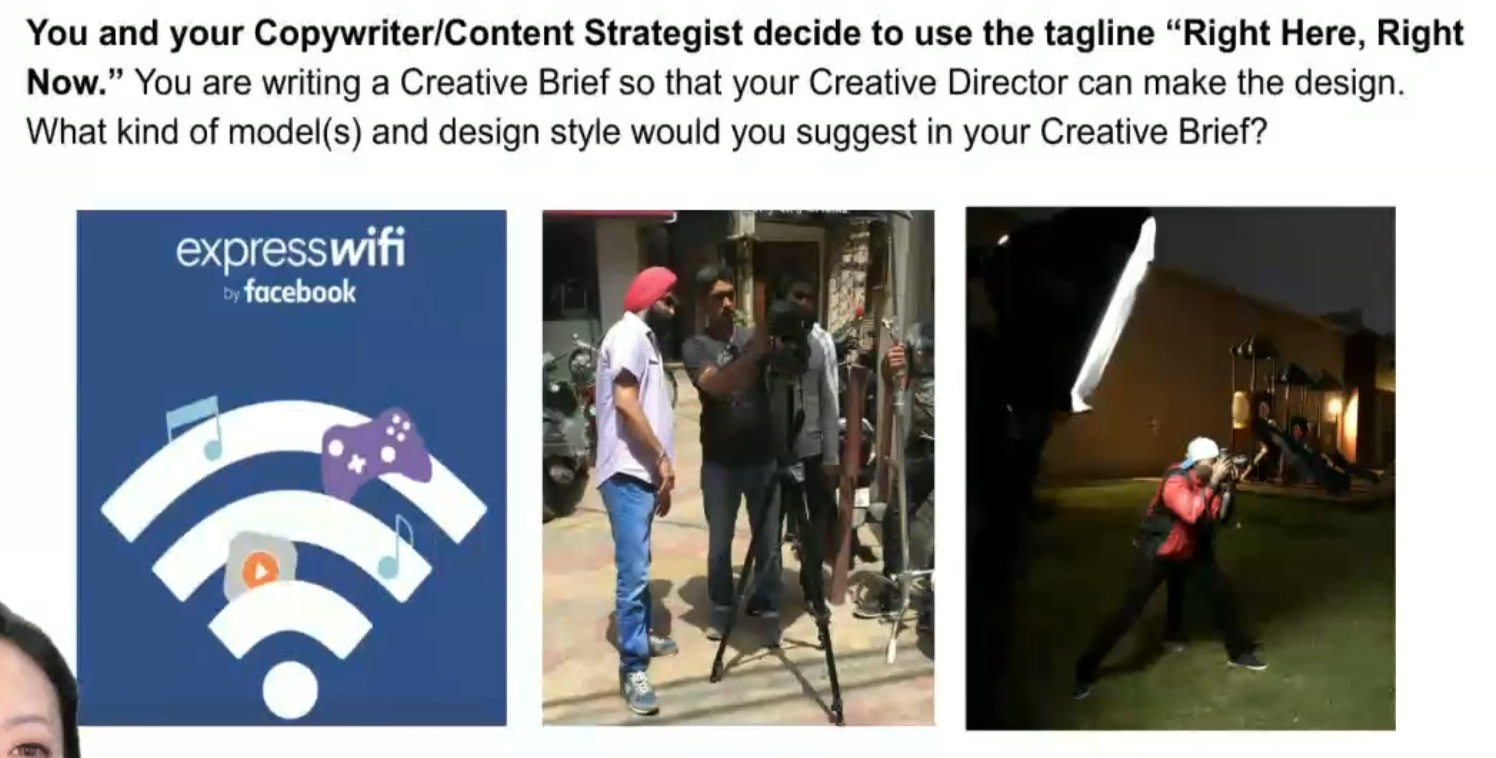 You and your Copywriter/Content Strategist decide to use the tagline “Right Here, Right
Now.” You are writing a Creative Brief so that your Creative Director can make the design.
What kind of model(s) and design style would you suggest in your Creative Brief?
expresswifi
by facebook